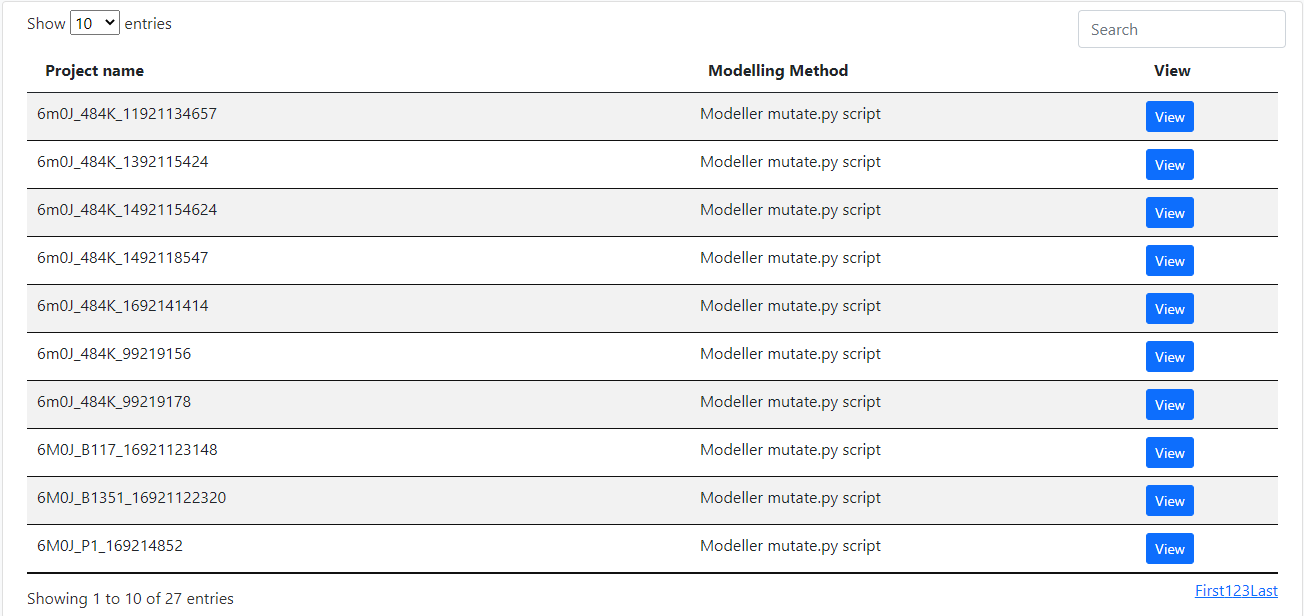 Show 10 entries
Search
Project name Modelling Method View
6m0J_484K_11921134657 Modeller mutate.py script View
6m0J_484K_1392115424 Modeller mutate.py script View
6m0J_484K_14921154624 Modeller mutate.py script View
6m0J_484K_1492118547 Modeller mutate.py script View
6m0J_484K_1692141414 Modeller mutate.py script View
6m0J_484K_99219156 Modeller mutate.py script View
6m0J_484K_99219178 Modeller mutate.py script View
6M0J_B117_16921123148 Modeller mutate.py script View
6M0J_B1351_16921122320 Modeller mutate.py script View
6M0J_P1_169214852 Modeller mutate.py script View
First123Last
Showing 1 to 10 of 27 entries